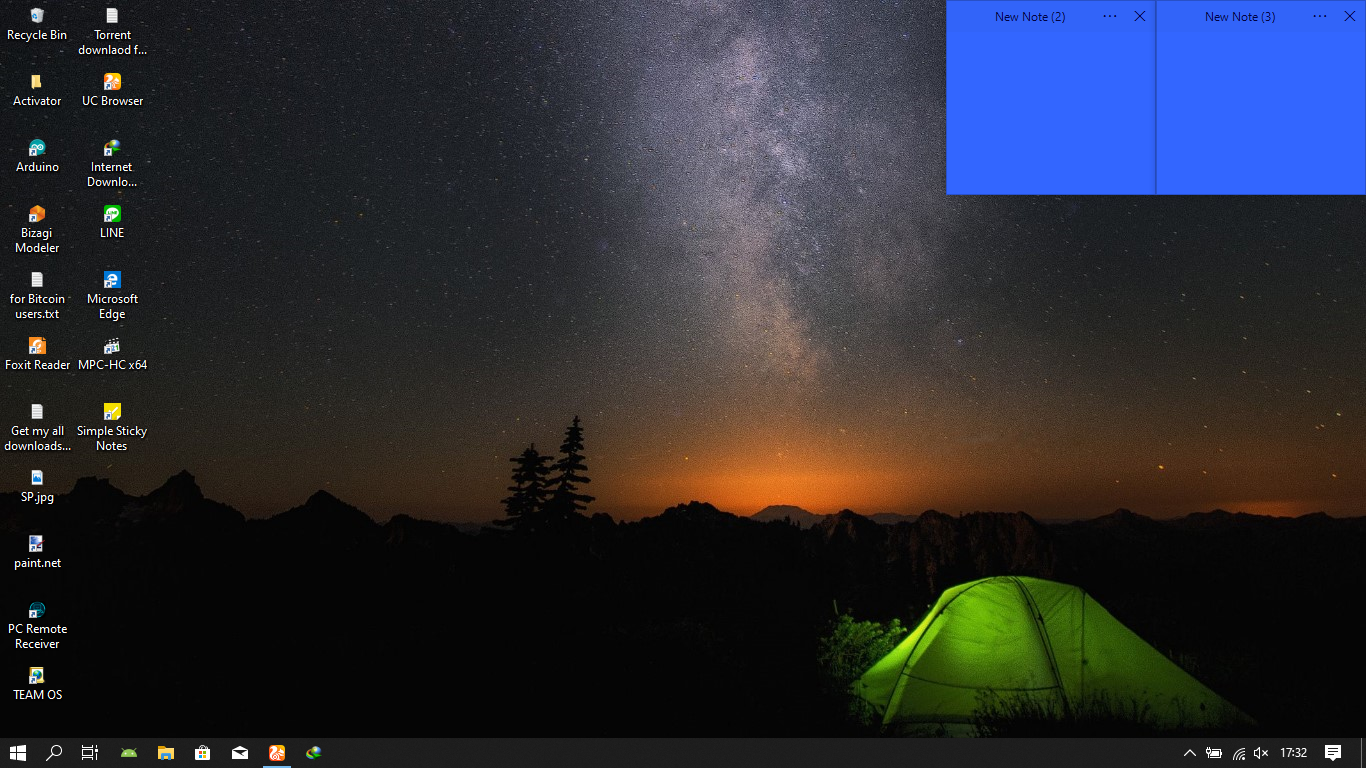 Recycle Bin
Torrent
downlaod f...
Activator
UC Browser
Arduino
Internet
Downlo...
Bizagi
Modeler
LINE
for Bitcoin
users.txt
Microsoft
Edge
Foxit Reader
MPC-HC x64
Get my all
downloads...
Simple Sticky
Notes
SP.jpg
paint.net
PC Remote
Receiver
TEAM OS
New Note (2)
New Note (3)
17:32